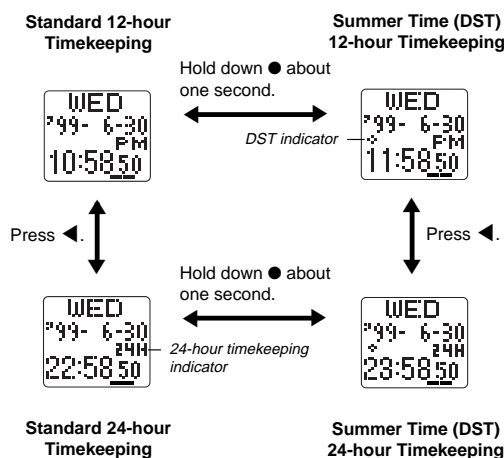 Standard 12-hour
Timekeeping
Summer Time (DST)
12-hour Timekeeping
Hold down ● about
one second.
WED
'99- 6-30
PM
10:58 50
DST indicator
WED
'99- 6-30
PM
11:58 50
Press ◀.
Press ◀.
Hold down ● about
one second.
WED
'99- 6-30
24H
22:58 50
24-hour timekeeping
indicator
WED
'99- 6-30
24H
23:58 50
Standard 24-hour
Timekeeping
Summer Time (DST)
24-hour Timekeeping